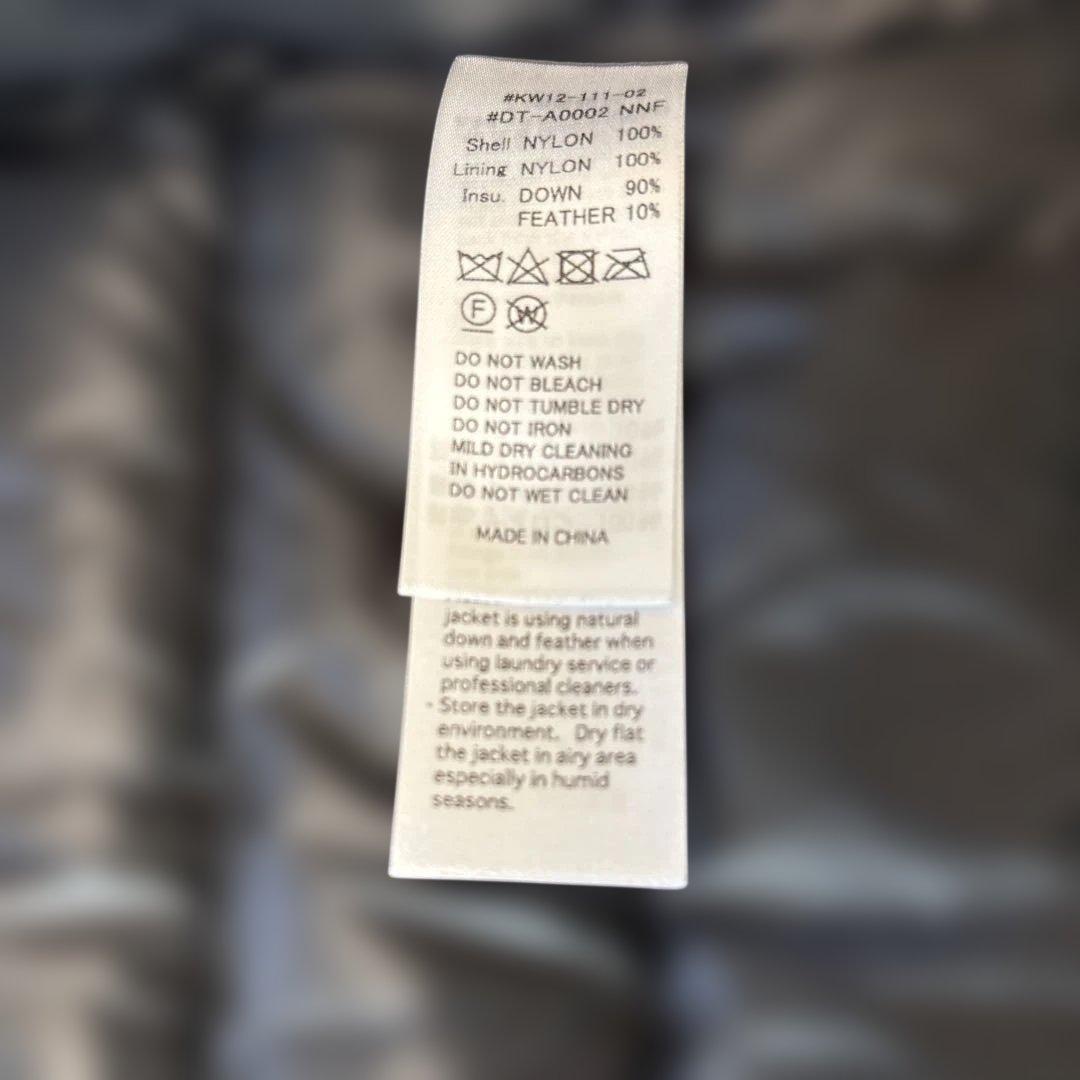 #KW12-111-02
#DT-A0002 NNF
Shell NYLON 100%
Lining NYLON 100%
Insu. DOWN 90%
FEATHER 10%
F W
DO NOT WASH
DO NOT BLEACH
DO NOT TUMBLE DRY
DO NOT IRON
MILD DRY CLEANING
IN HYDROCARBONS
DO NOT WET CLEAN
MADE IN CHINA
jacket is using natural
down and feather when
using laundry service or
professional cleaners.
・Store the jacket in dry
environment. Dry flat
the jacket in airy area
especially in humid
seasons.